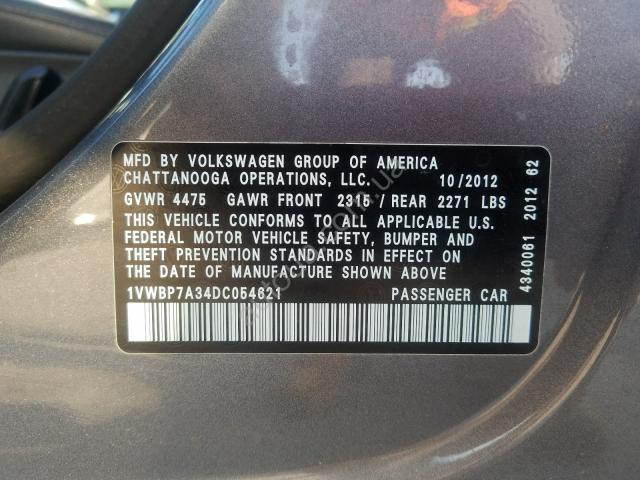 MFD BY VOLKSWAGEN GROUP OF AMERICA
CHATTANOOGA OPERATIONS, LLC. 10/2012
GVWR 4475 GAWR FRONT / REAR 2271 LBS
THIS VEHICLE CONFORMS TO ALL APPLICABLE U.S.
FEDERAL MOTOR VEHICLE SAFETY, BUMPER AND
THEFT PREVENTION STANDARDS IN EFFECT ON
THE DATE OF MANUFACTURE SHOWN ABOVE
1VWBP7A34DC054621 PASSENGER CAR
4340061 2012 62